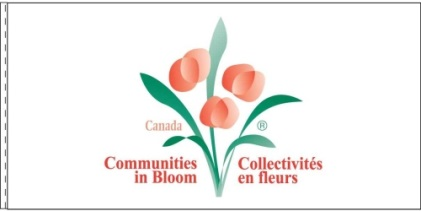 Canada ®
Communities
in Bloom
Collectivités
en fleurs